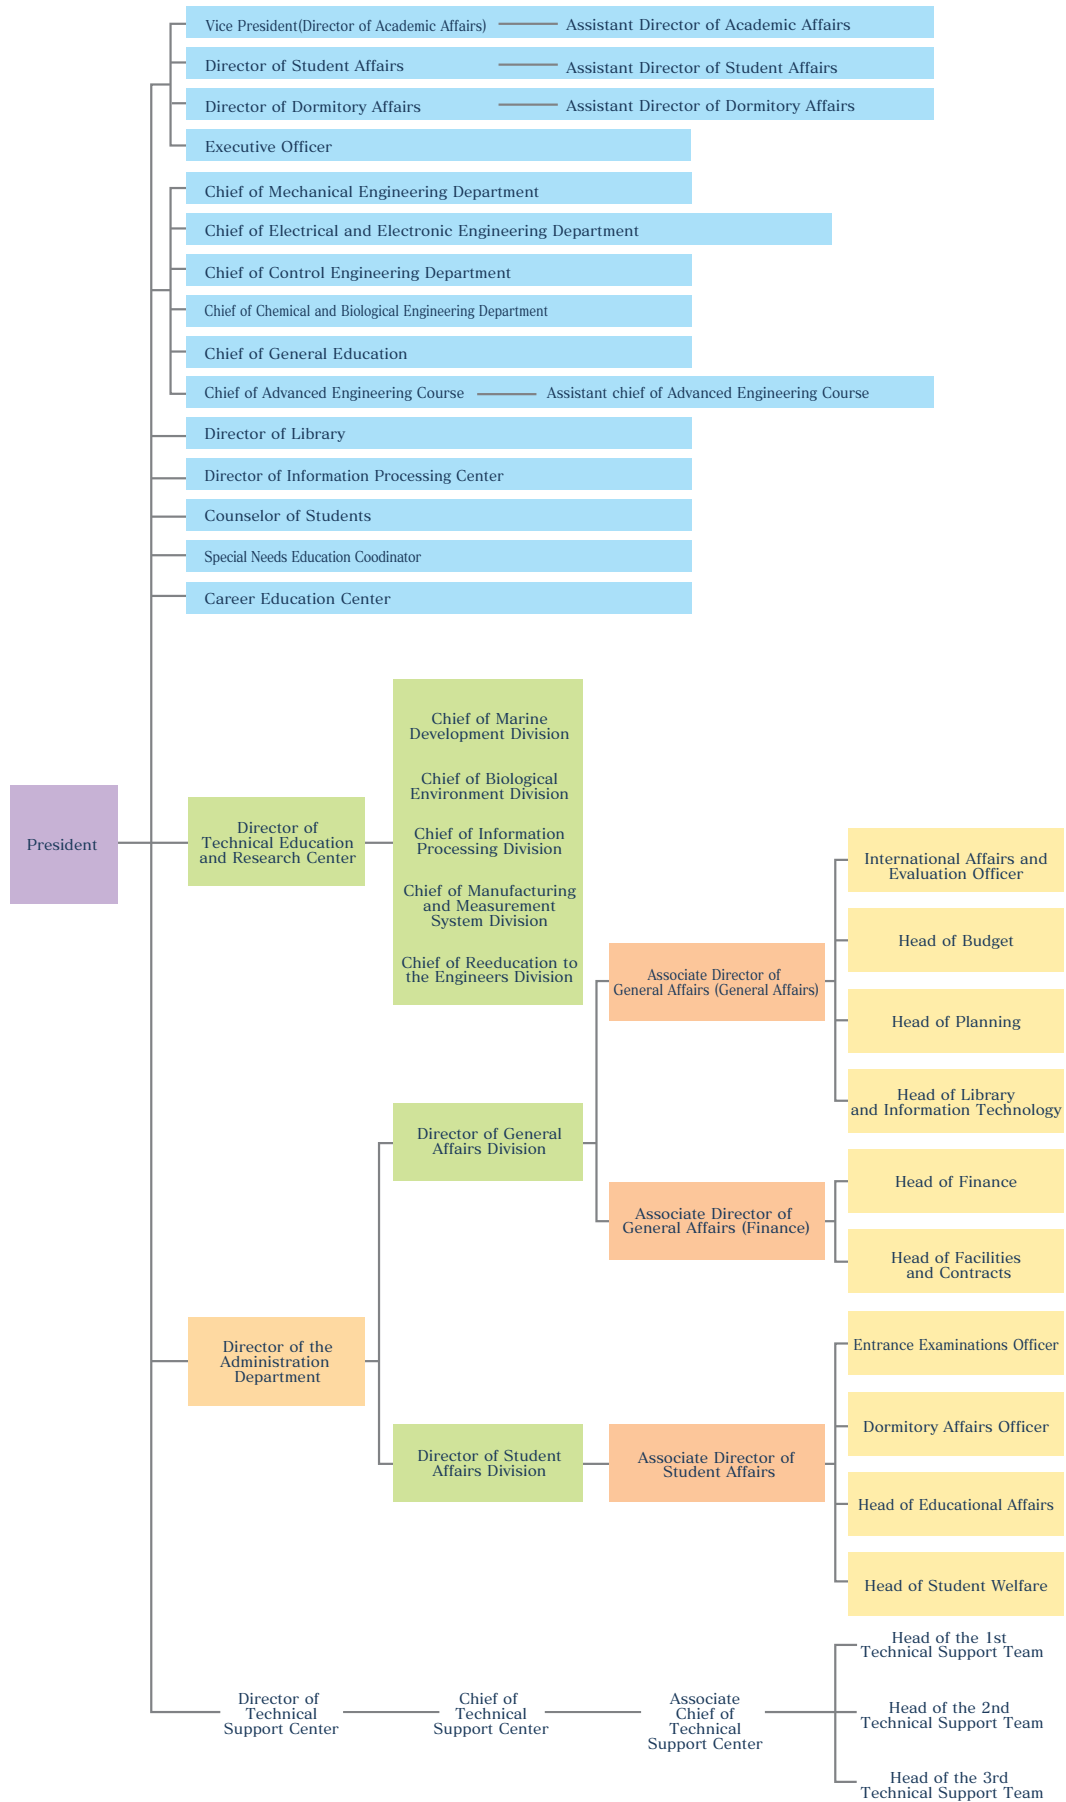 Vice President(Director of Academic Affairs) Assistant Director of Academic Affairs
Director of Student Affairs Assistant Director of Student Affairs
Director of Dormitory Affairs Assistant Director of Dormitory Affairs
Executive Officer
Chief of Mechanical Engineering Department
Chief of Electrical and Electronic Engineering Department
Chief of Control Engineering Department
Chief of Chemical and Biological Engineering Department
Chief of General Education
Chief of Advanced Engineering Course Assistant chief of Advanced Engineering Course
Director of Library
Director of Information Processing Center
Counselor of Students
Special Needs Education Coodinator
Career Education Center
President
Director of
Technical Education
and Research Center
Chief of Marine
Development Division
Chief of Biological
Environment Division
Chief of Information
Processing Division
Chief of Manufacturing
and Measurement
System Division
Chief of Reeducation to
the Engineers Division
Director of the
Administration
Department
Director of General
Affairs Division
Associate Director of
General Affairs (General Affairs)
International Affairs and
Evaluation Officer
Head of Budget
Head of Planning
Head of Library
and Information Technology
Associate Director of
General Affairs (Finance)
Head of Finance
Head of Facilities
and Contracts
Director of Student
Affairs Division
Associate Director of
Student Affairs
Entrance Examinations Officer
Dormitory Affairs Officer
Head of Educational Affairs
Head of Student Welfare
Director of
Technical
Support Center
Chief of
Technical
Support Center
Associate
Chief of
Technical
Support Center
Head of the 1st
Technical Support Team
Head of the 2nd
Technical Support Team
Head of the 3rd
Technical Support Team